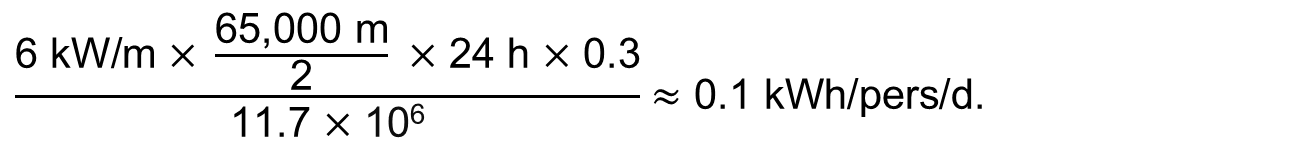 6 kW/m × 65,000 m / 2 × 24 h × 0.3 / 11.7 × 10⁶ ≈ 0.1 kWh/pers/d.